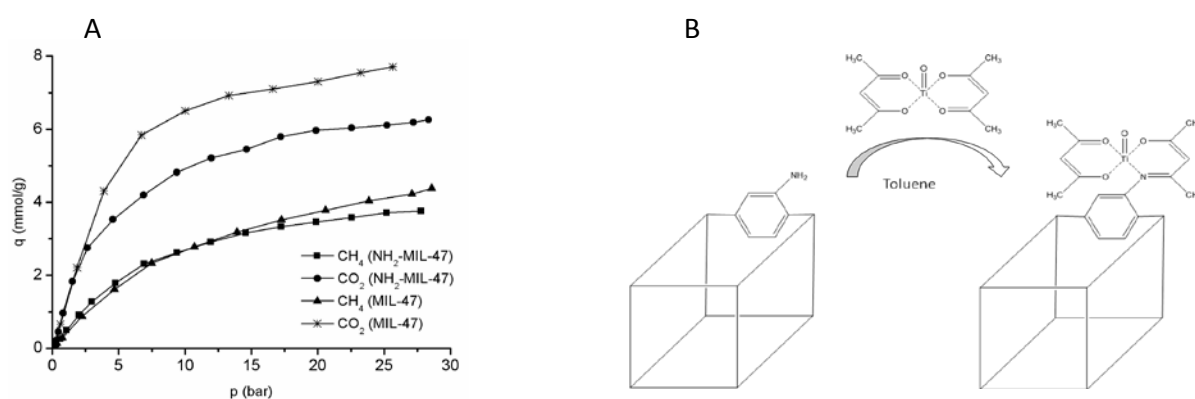 A
8
6
4
2
0
q (mmol/g)
CH₄ (NH₂-MIL-47)
CO₂ (NH₂-MIL-47)
CH₄ (MIL-47)
CO₂ (MIL-47)
0 5 10 15 20 25 30
p (bar)
B
H₃C O CH₃
O Ti O
O O
H₃C CH₃
Toluene
NH₂
H₃C O CH₃
O Ti O
O N
H₃C CH₃